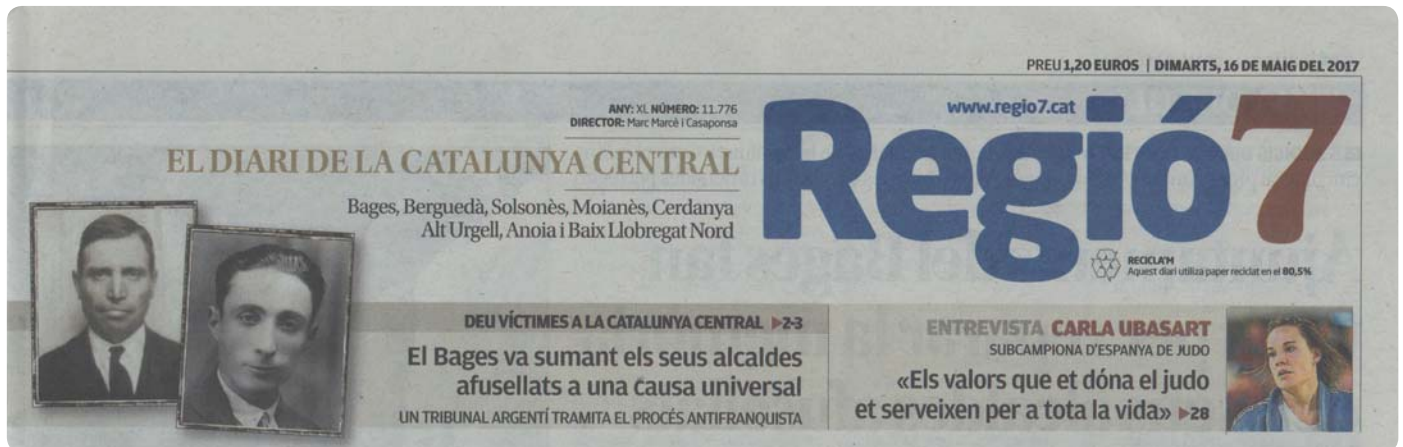 PREU 1,20 EUROS | DIMARTS, 16 DE MAIG DEL 2017
ANY: XL NÚMERO: 11.776
DIRECTOR: Marc Marcè i Casaponsa
EL DIARI DE LA CATALUNYA CENTRAL
Bages, Berguedà, Solsonès, Moianès, Cerdanya
Alt Urgell, Anoia i Baix Llobregat Nord
www.regio7.cat
Regió7
RECICLA'M
Aquest diari utiliza paper reciclat en el 80,5%
DEU VÍCTIMES A LA CATALUNYA CENTRAL ▶2-3
El Bages va sumant els seus alcaldes
afusellats a una causa universal
UN TRIBUNAL ARGENTÍ TRAMITA EL PROCÉS ANTIFRANQUISTA
ENTREVISTA CARLA UBASART
SUBCAMPIONA D'ESPANYA DE JUDO
«Els valors que et dóna el judo
et serveixen per a tota la vida» ▶28